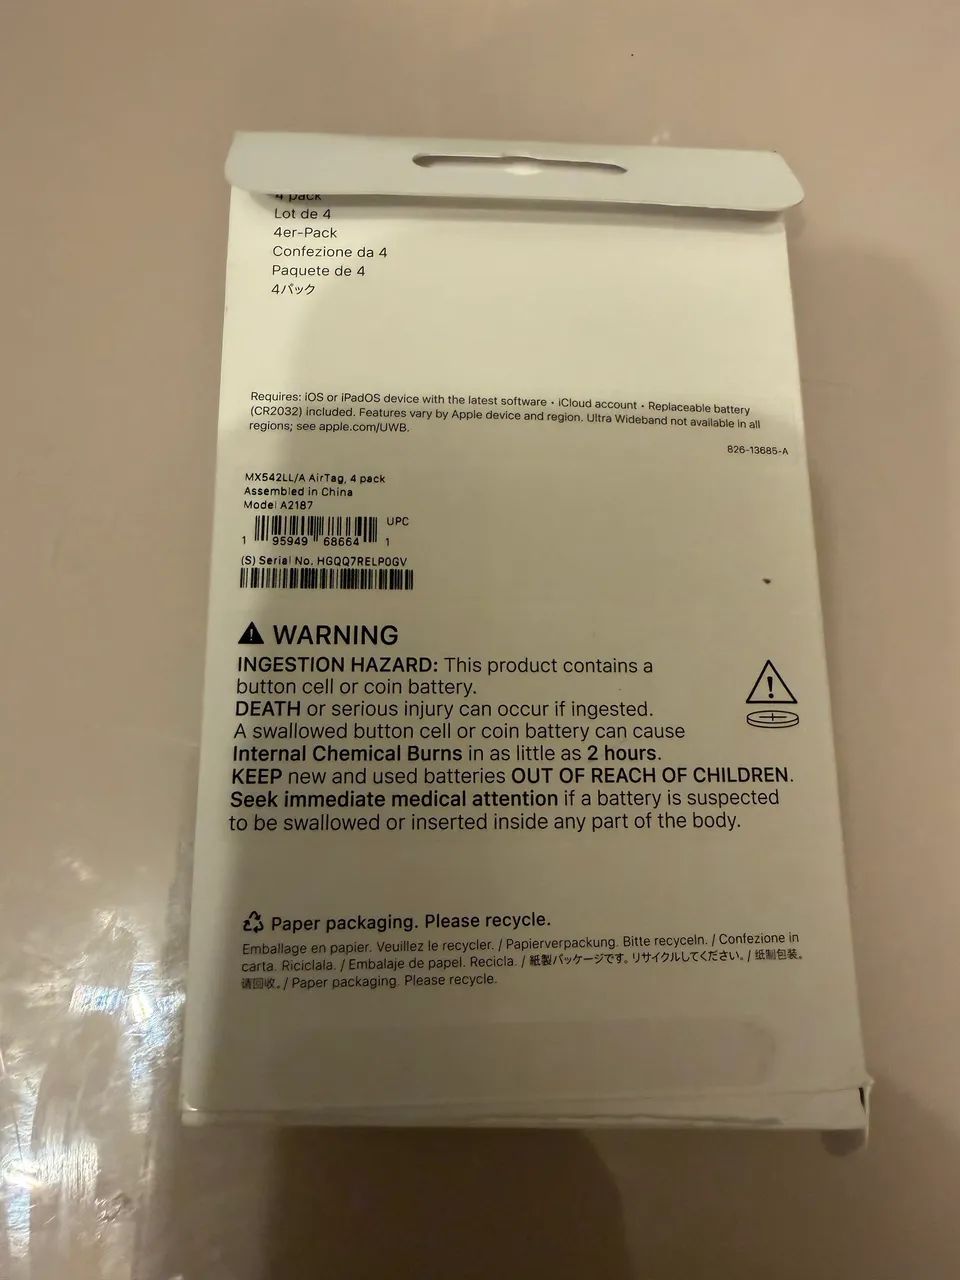 4 pack
Lot de 4
4er-Pack
Confezione da 4
Paquete de 4
4パック
Requires: iOS or iPadOS device with the latest software • iCloud account • Replaceable battery
(CR2032) included. Features vary by Apple device and region. Ultra Wideband not available in all
regions; see apple.com/UWB.
826-13685-A
MX542LL/A AirTag, 4 pack
Assembled in China
Model A2187
UPC
1 95949 68664 1
(S) Serial No. HGQQ7RELP0GV
WARNING
INGESTION HAZARD: This product contains a
button cell or coin battery.
DEATH or serious injury can occur if ingested.
A swallowed button cell or coin battery can cause
Internal Chemical Burns in as little as 2 hours.
KEEP new and used batteries OUT OF REACH OF CHILDREN.
Seek immediate medical attention if a battery is suspected
to be swallowed or inserted inside any part of the body.
Paper packaging. Please recycle.
Emballage en papier. Veuillez le recycler. / Papierverpackung. Bitte recyceln. / Confezione in
carta. Riciclala. / Embalaje de papel. Recicla. / 紙製パッケージです。リサイクルしてください。/ 纸制包装。
请回收。/ Paper packaging. Please recycle.